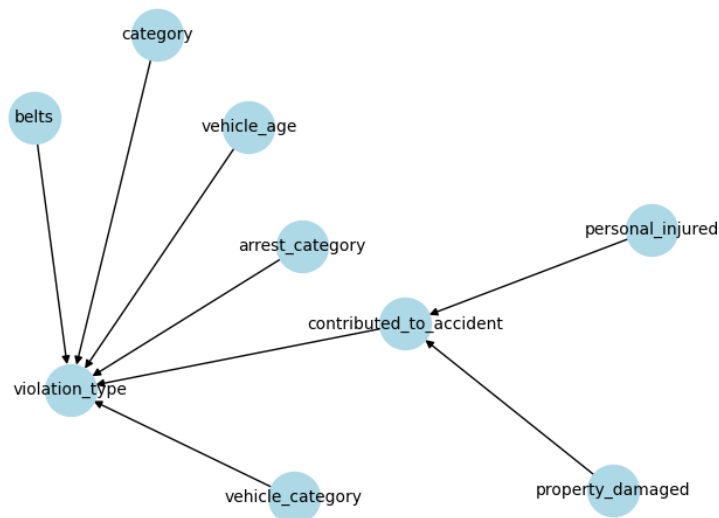 category
belts
vehicle_age
personal_injured
arrest_category
contributed_to_accident
violation_type
property_damaged
vehicle_category